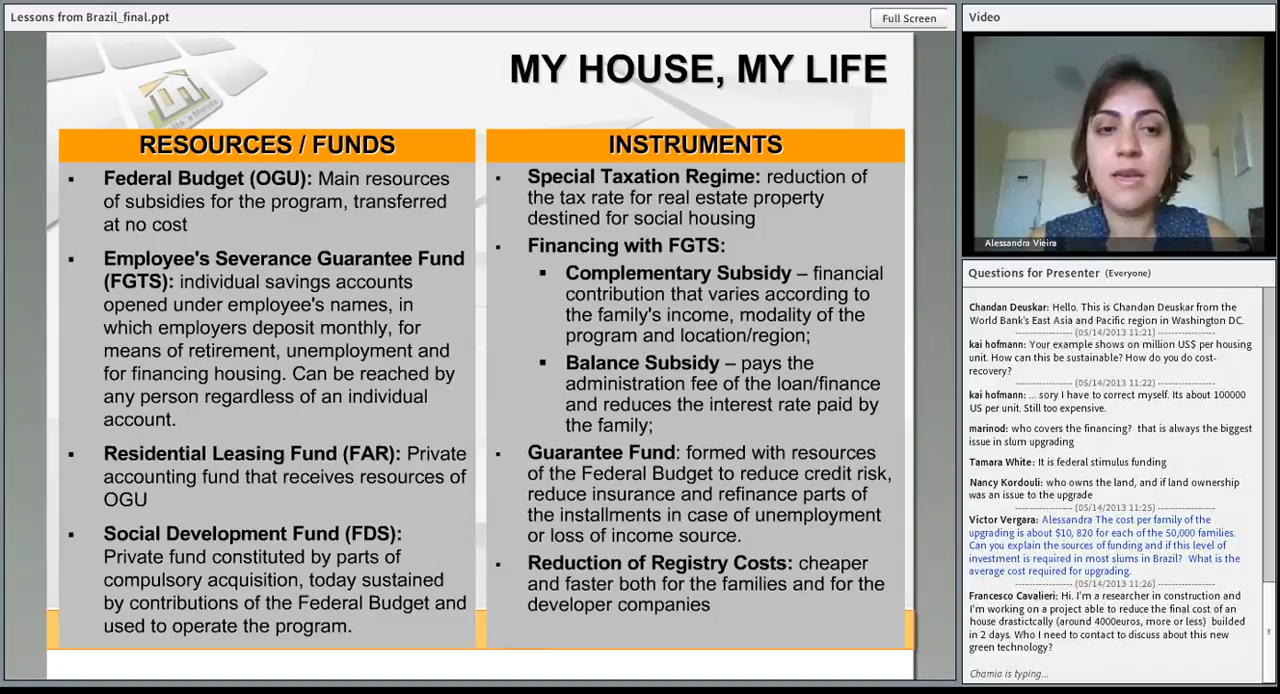 Lessons from Brazil_final.ppt
Full Screen
MY HOUSE, MY LIFE
RESOURCES / FUNDS
▪ Federal Budget (OGU): Main resources
of subsidies for the program, transferred
at no cost
▪ Employee's Severance Guarantee Fund
(FGTS): individual savings accounts
opened under employee's names, in
which employers deposit monthly, for
means of retirement, unemployment and
for financing housing. Can be reached by
any person regardless of an individual
account.
▪ Residential Leasing Fund (FAR): Private
accounting fund that receives resources of
OGU
▪ Social Development Fund (FDS):
Private fund constituted by parts of
compulsory acquisition, today sustained
by contributions of the Federal Budget and
used to operate the program.
INSTRUMENTS
▪ Special Taxation Regime: reduction of
the tax rate for real estate property
destined for social housing
▪ Financing with FGTS:
▪ Complementary Subsidy – financial
contribution that varies according to
the family's income, modality of the
program and location/region;
▪ Balance Subsidy – pays the
administration fee of the loan/finance
and reduces the interest rate paid by
the family;
▪ Guarantee Fund: formed with resources
of the Federal Budget to reduce credit risk,
reduce insurance and refinance parts of
the installments in case of unemployment
or loss of income source.
▪ Reduction of Registry Costs: cheaper
and faster both for the families and for the
developer companies
Video
Alessandra Vieira
Questions for Presenter (Everyone)
Chandan Deuskar: Hello. This is Chandan Deuskar from the
World Bank's East Asia and Pacific region in Washington DC.
---------------- (05/14/2013 11:21) ----------------
kai hofmann: Your example shows on million US$ per housing
unit. How can this be sustainable? How do you do cost-
recovery?
---------------- (05/14/2013 11:22) ----------------
kai hofmann: ... sory I have to correct myself. Its about 100000
US per unit. Still too expensive.
marinod: who covers the financing? that is always the biggest
issue in slum upgrading
Tamara White: It is federal stimulus funding
Nancy Kordouli: who owns the land, and if land ownership
was an issue to the upgrade
---------------- (05/14/2013 11:25) ----------------
Victor Vergara: Alessandra The cost per family of the
upgrading is about $10, 820 for each of the 50,000 families.
Can you explain the sources of funding and if this level of
investment is required in most slums in Brazil? What is the
average cost required for upgrading.
---------------- (05/14/2013 11:26) ----------------
Francesco Cavalieri: Hi. I'm a researcher in construction and
I'm working on a project able to reduce the final cost of an
house drastictcally (around 4000euros, more or less) builded
in 2 days. Who I need to contact to discuss about this new
green technology?
Chamia is typing...